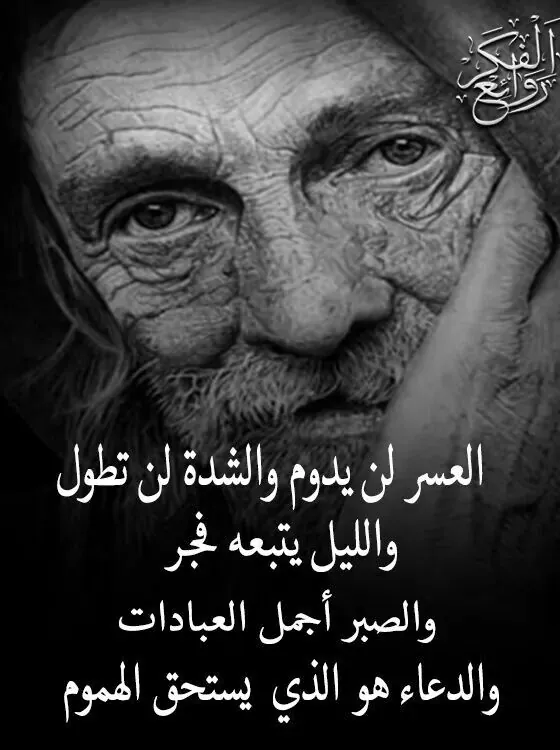 روائع الفكر
العسر لن يدوم والشدة لن تطول
والليل يتبعه فجر
والصبر أجمل العبادات
والدعاء هو الذي يستحق الهموم